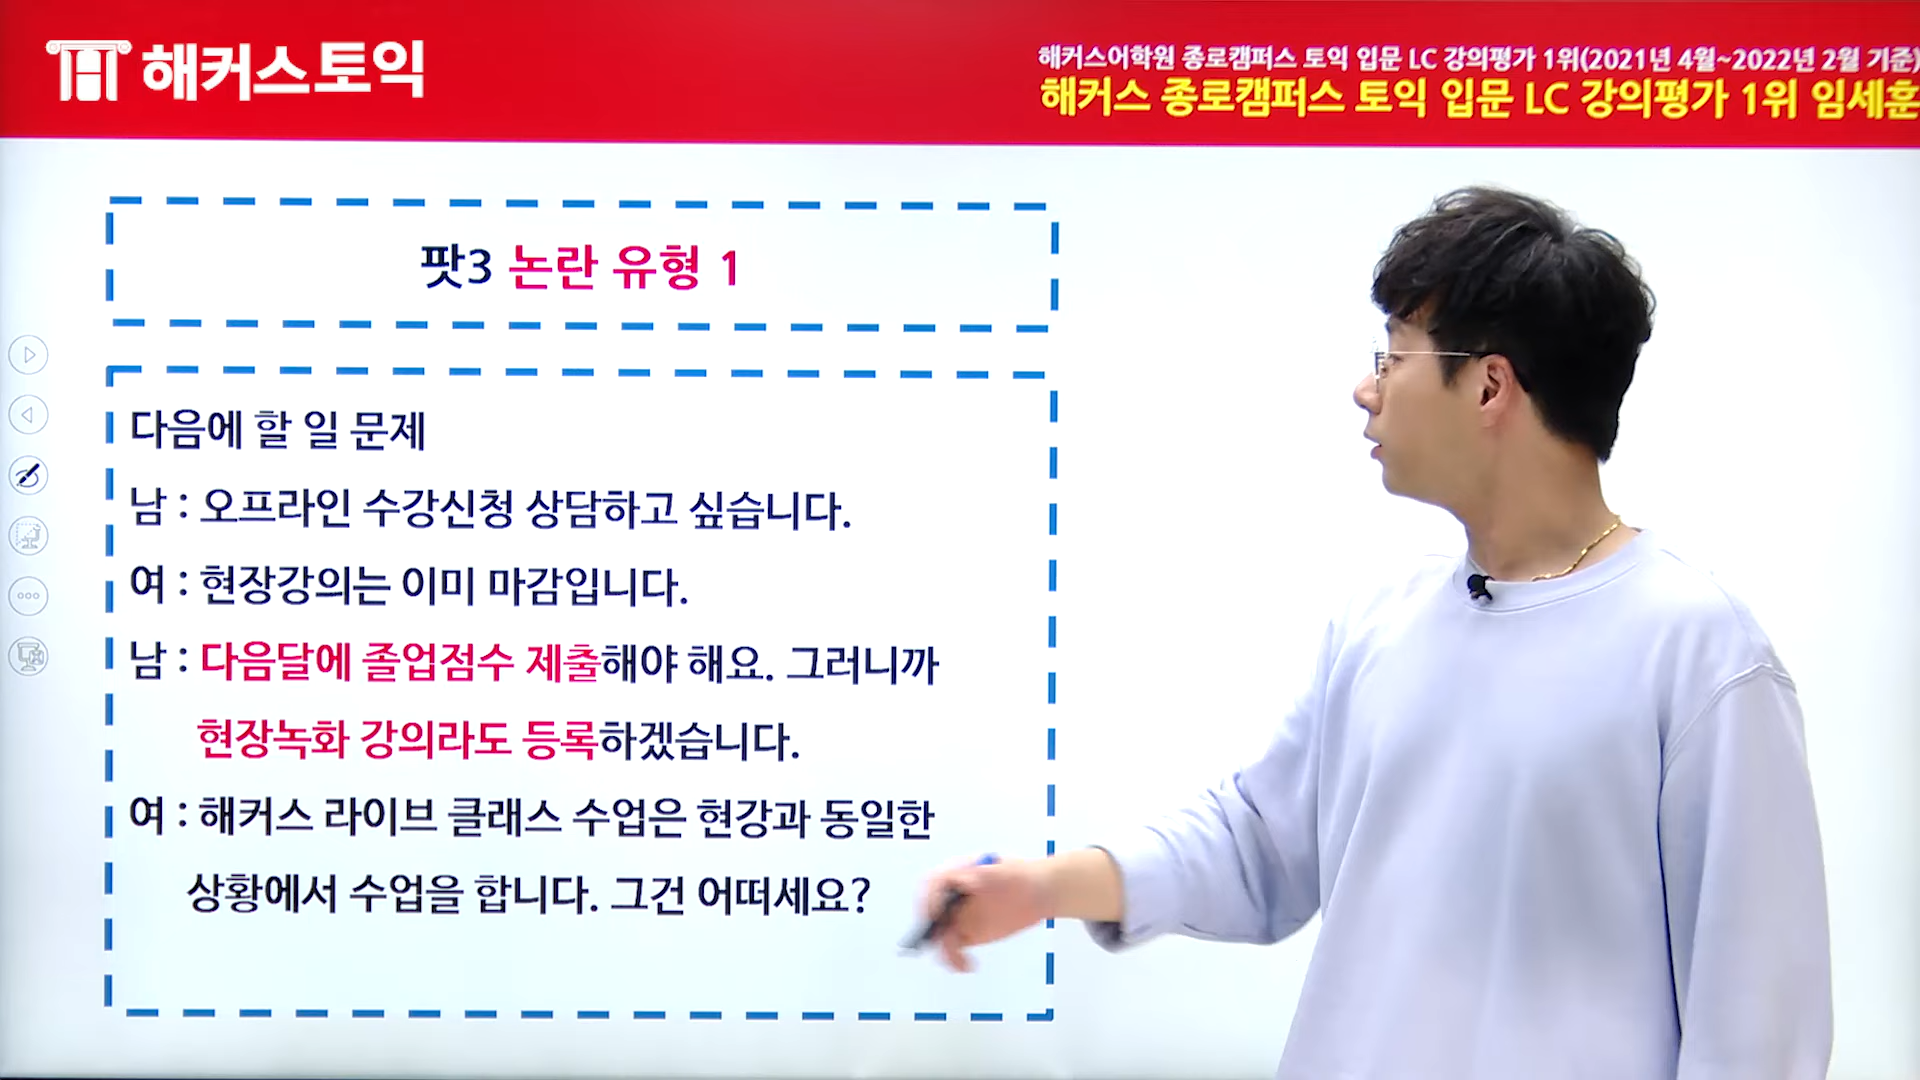 해커스토익
해커스어학원 종로캠퍼스 토익 입문 LC 강의평가 1위(2021년 4월~2022년 2월 기준)
해커스 종로캠퍼스 토익 입문 LC 강의평가 1위 임세훈
팟3 논란 유형 1
다음에 할 일 문제
남 : 오프라인 수강신청 상담하고 싶습니다.
여 : 현장강의는 이미 마감입니다.
남 : 다음달에 졸업점수 제출해야 해요. 그러니까
현장녹화 강의라도 등록하겠습니다.
여 : 해커스 라이브 클래스 수업은 현강과 동일한
상황에서 수업을 합니다. 그건 어떠세요?